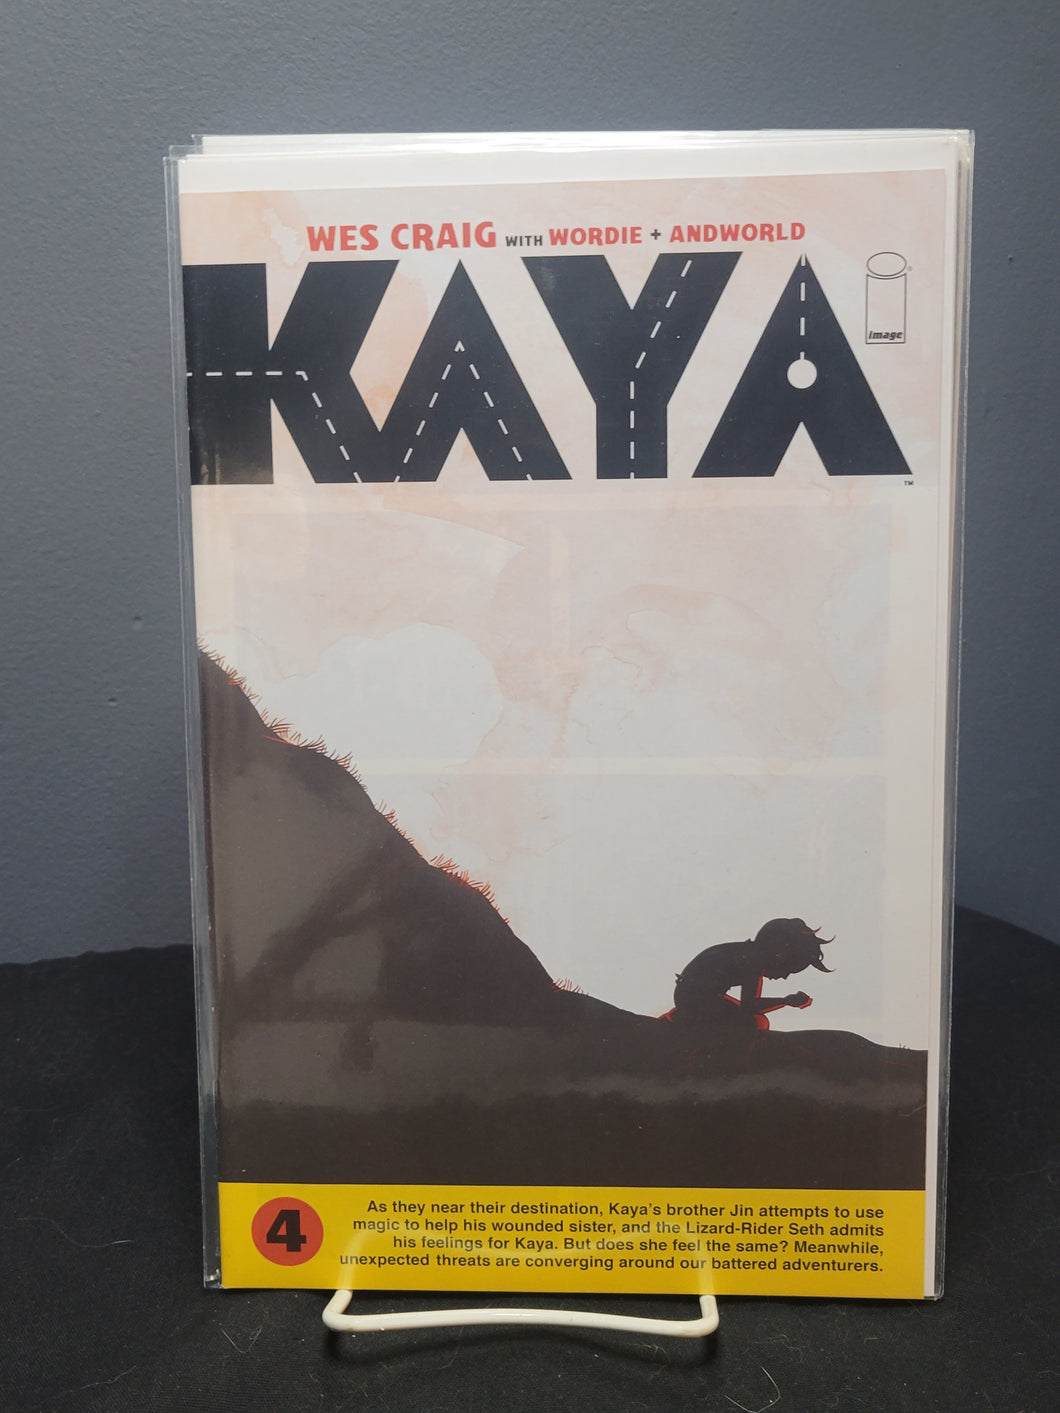 WES CRAIG WITH WORDIE + ANDWORLD
KAYA
image
®
TM
4
As they near their destination, Kaya's brother Jin attempts to use
magic to help his wounded sister, and the Lizard-Rider Seth admits
his feelings for Kaya. But does she feel the same? Meanwhile,
unexpected threats are converging around our battered adventurers.